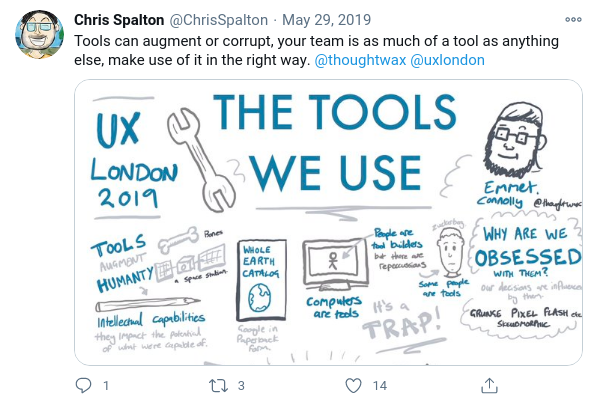 Chris Spalton @ChrisSpalton · May 29, 2019
Tools can augment or corrupt, your team is as much of a tool as anything
else, make use of it in the right way. @thoughtwax @uxlondon
UX
LONDON
2019
THE TOOLS
WE USE
Emmet
Connolly @thoughtwax
TOOLS
AUGMENT
HUMANTY
Bones
a space station
Intellectual capabilities
they impact the potential
of what we're capable of.
WHOLE
EARTH
CATALOG
Google in
Paperback
form
Computers
are tools
People are
tool builders
but there are
repercussions
It's a
TRAP!
Zuckerberg
Some people
are tools
WHY ARE WE
OBSESSED
WITH THEM?
our decisions are influenced
by them
GRUNGE PIXEL FLASH etc
SKEUOMORPHIC
1
3
14